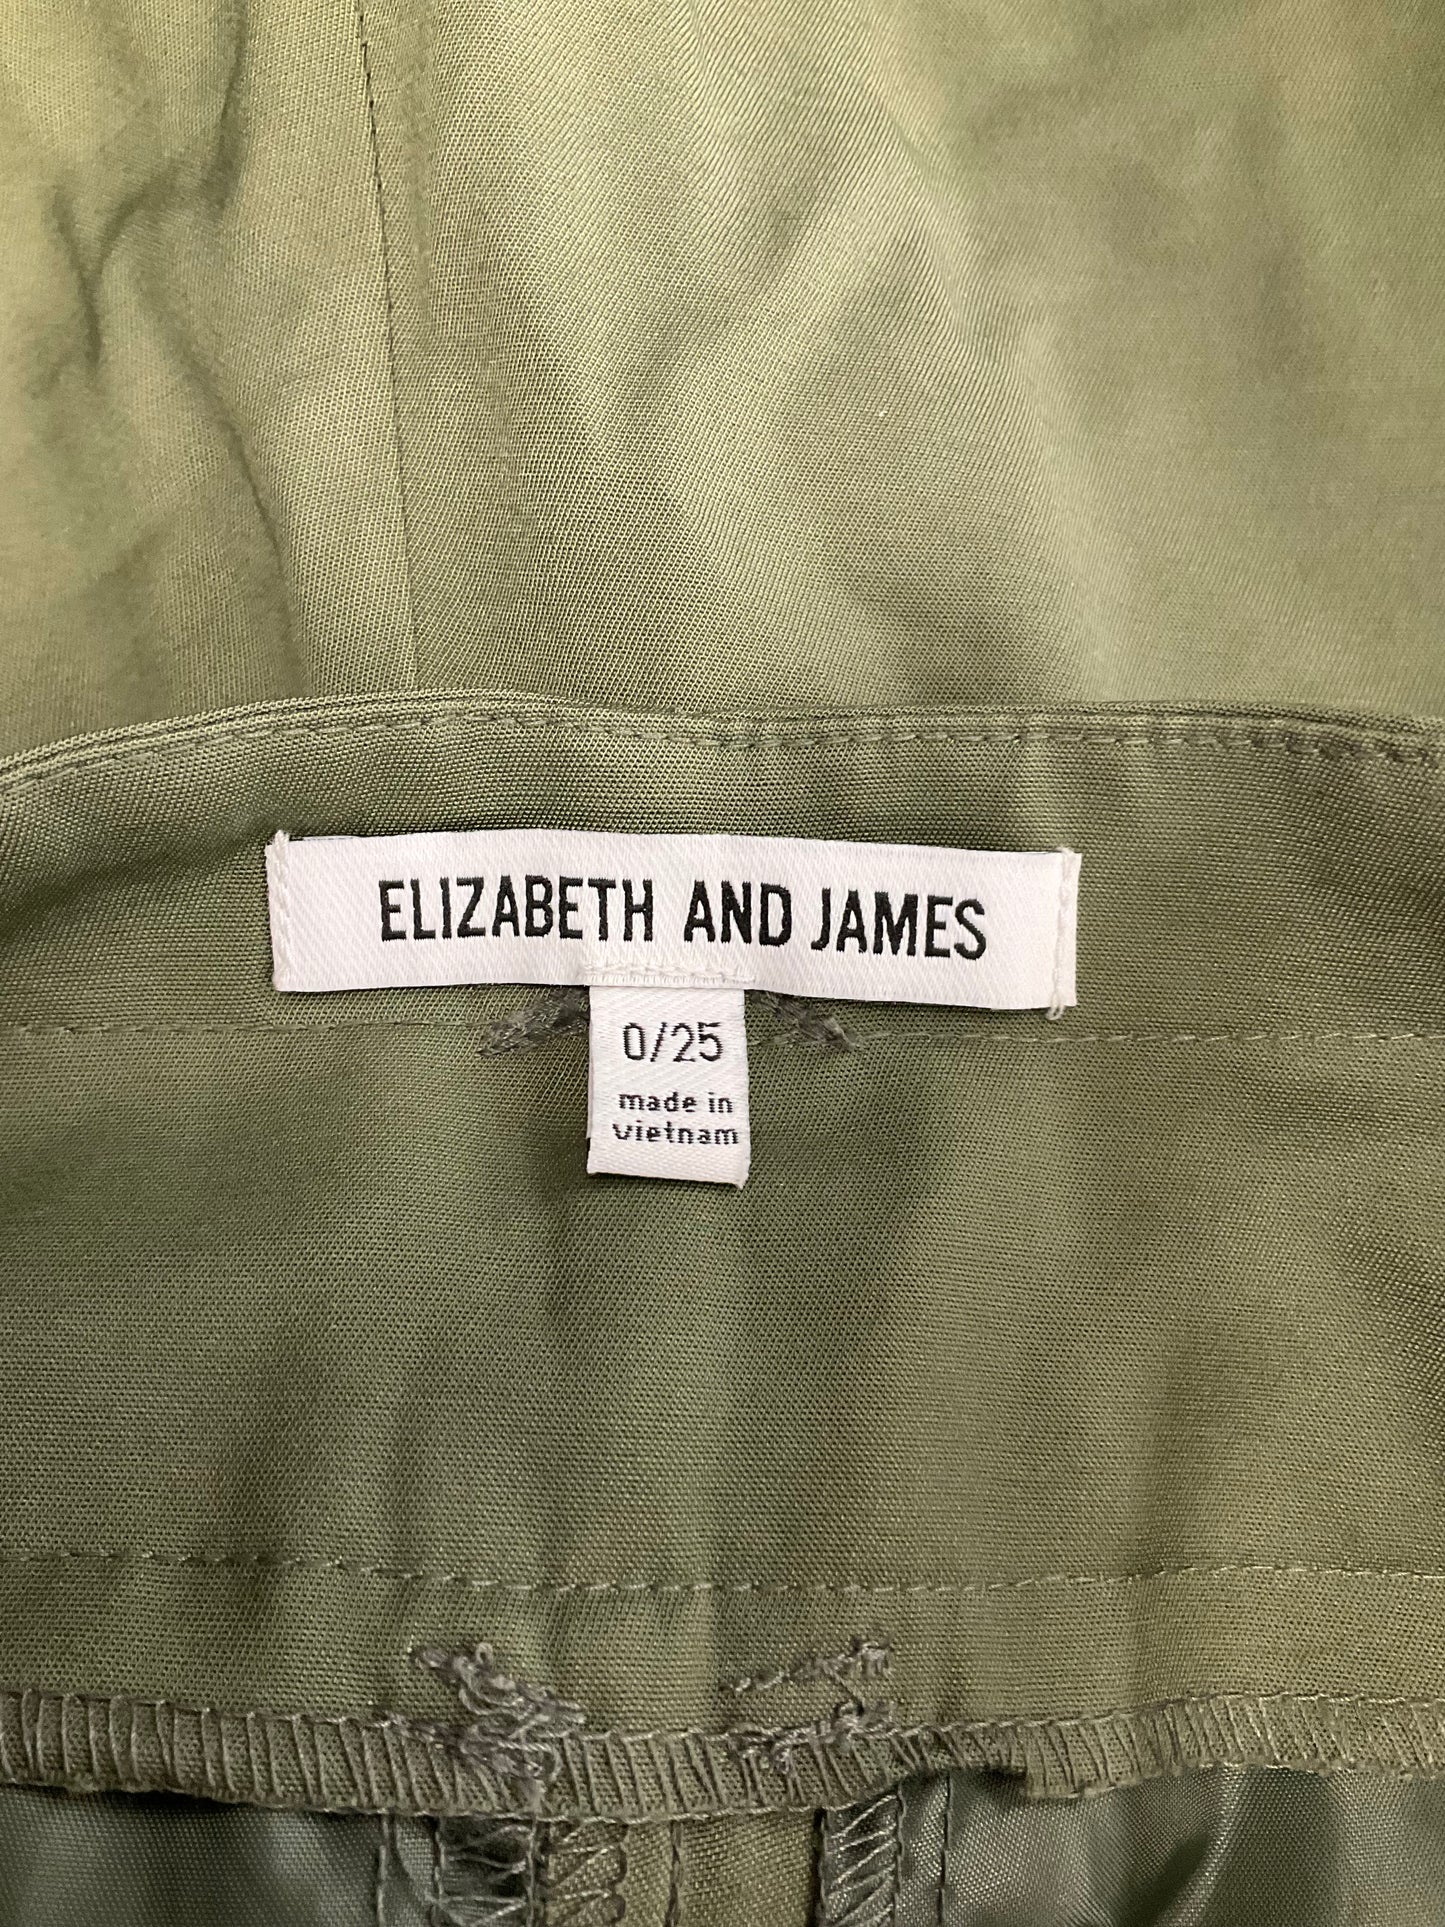 ELIZABETH AND JAMES
0/25
made in
vietnam